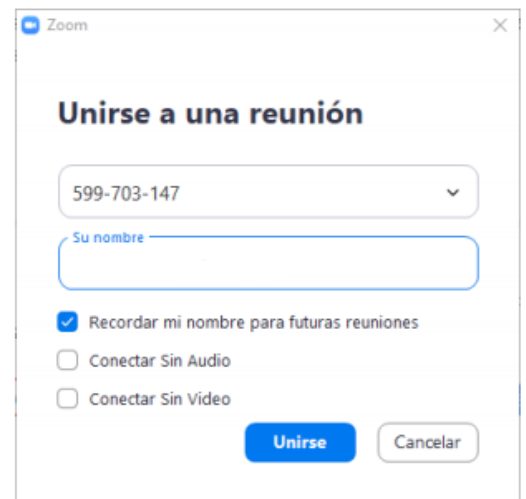 Zoom
Unirse a una reunión
599-703-147
Su nombre
Recordar mi nombre para futuras reuniones
Conectar Sin Audio
Conectar Sin Video
Unirse Cancelar